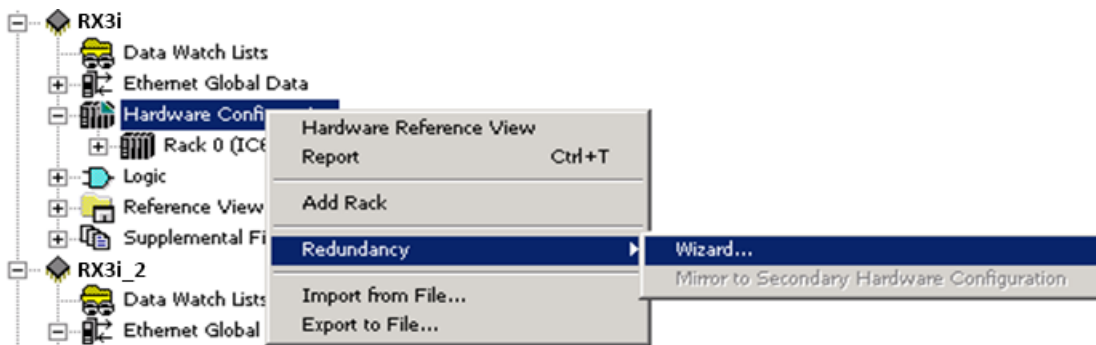 RX3i
Data Watch Lists
Ethernet Global Data
Hardware Confi
Rack 0 (IC6
Logic
Reference View
Supplemental Fi
RX3i_2
Data Watch Lists
Ethernet Global
Hardware Reference View
Report Ctrl+T
Add Rack
Redundancy
Import from File...
Export to File...
Wizard...
Mirror to Secondary Hardware Configuration